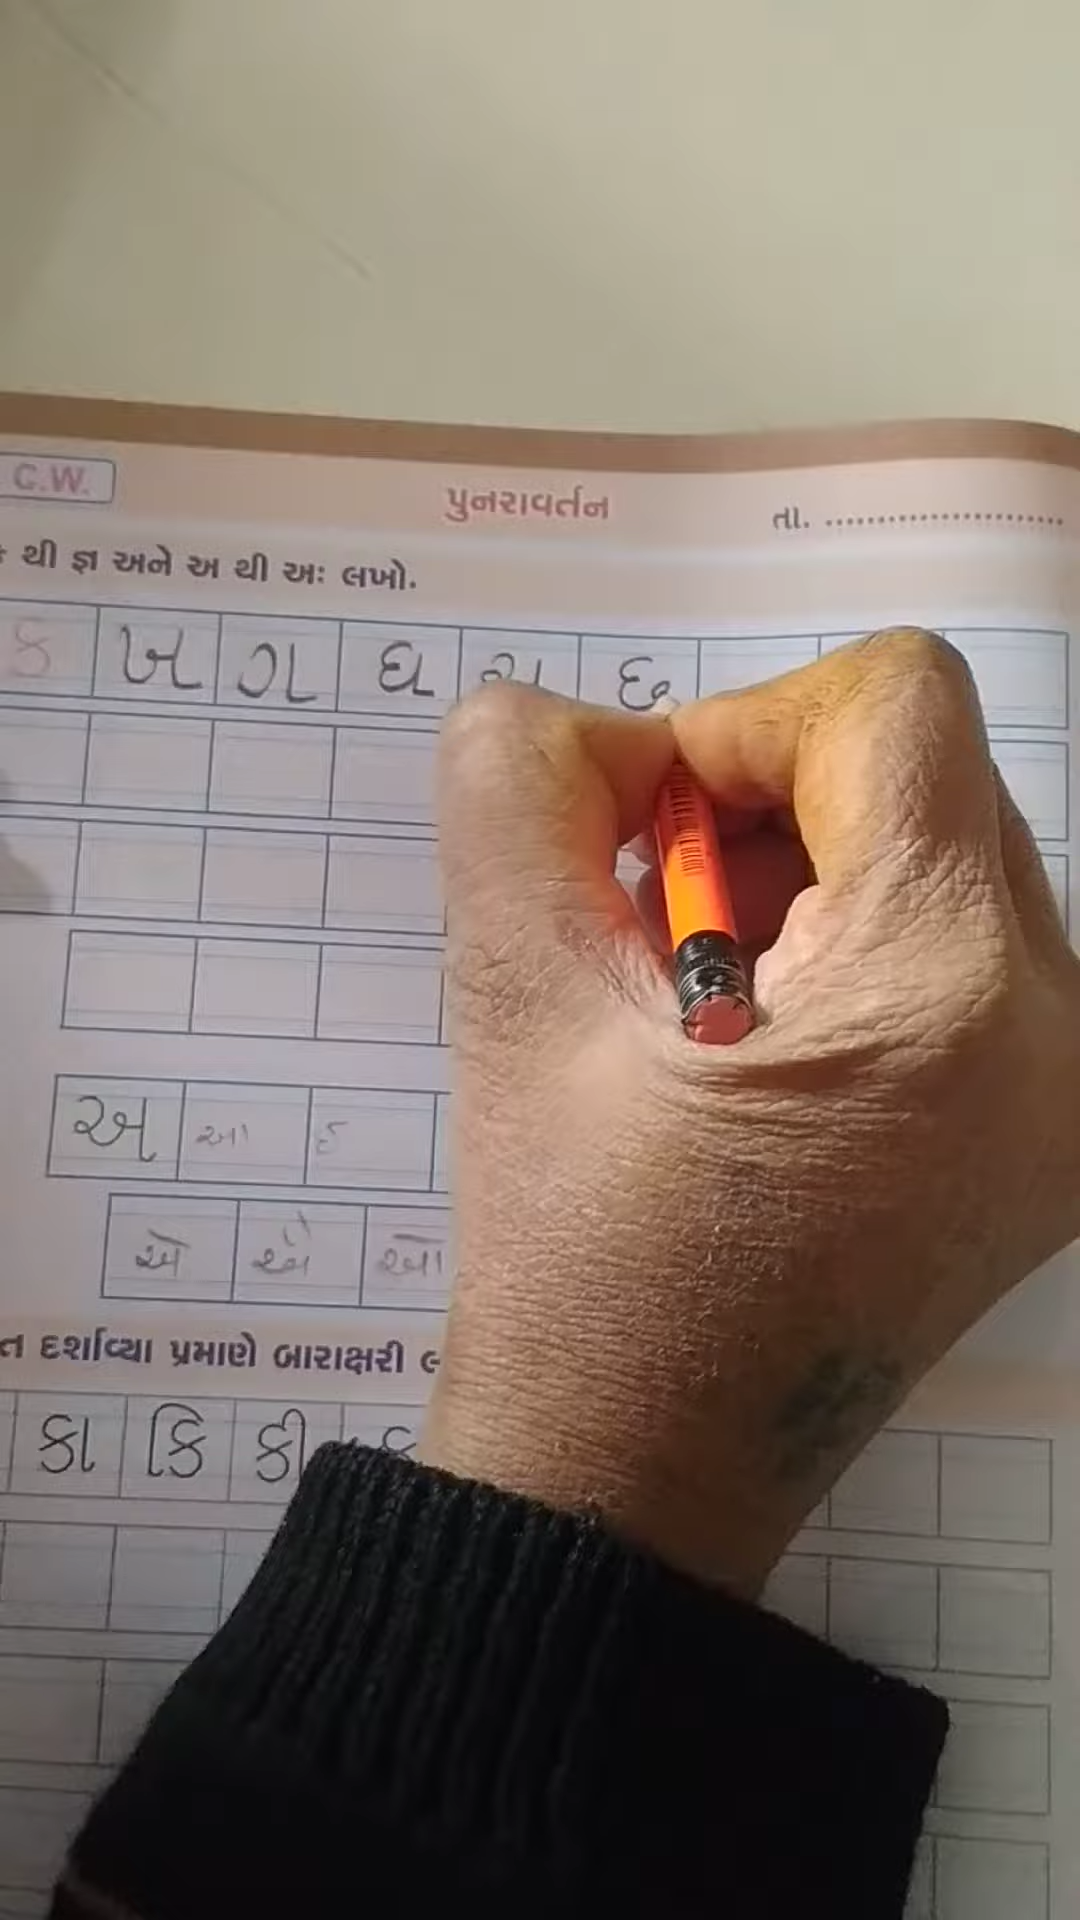 C.W.
પુનરાવર્તન
તા. ........................
થી જ્ઞ અને અ થી અઃ લખો.
ક ખ ગ ઘ ચ છ
અ આ ઈ
એ ઐ ઓ
દર્શાવ્યા પ્રમાણે બારાક્ષરી
કા કિ કી